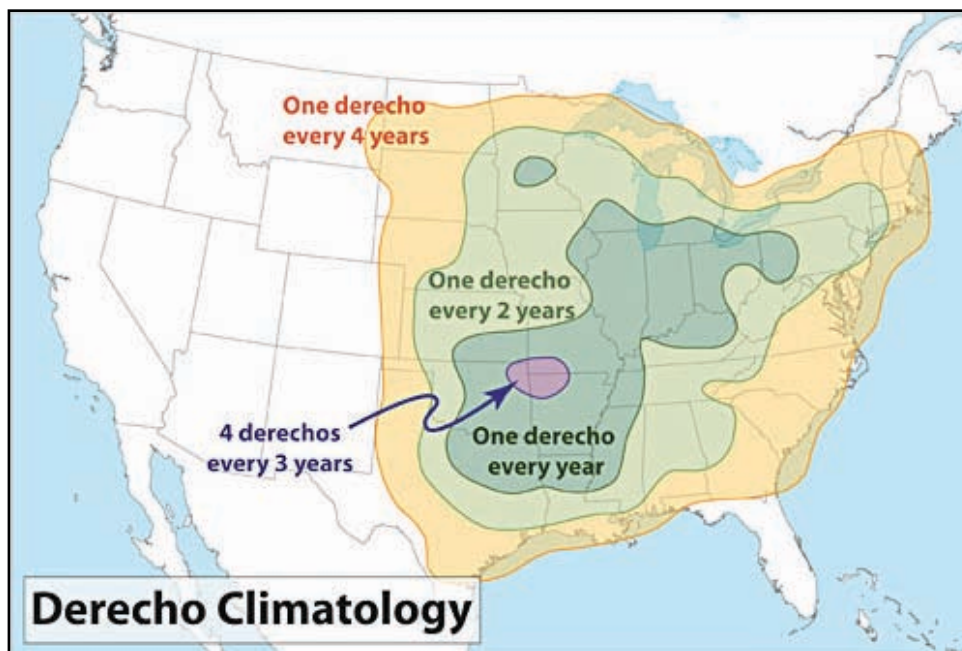 One derecho
every 4 years
One derecho
every 2 years
4 derechos
every 3 years
One derecho
every year
Derecho Climatology